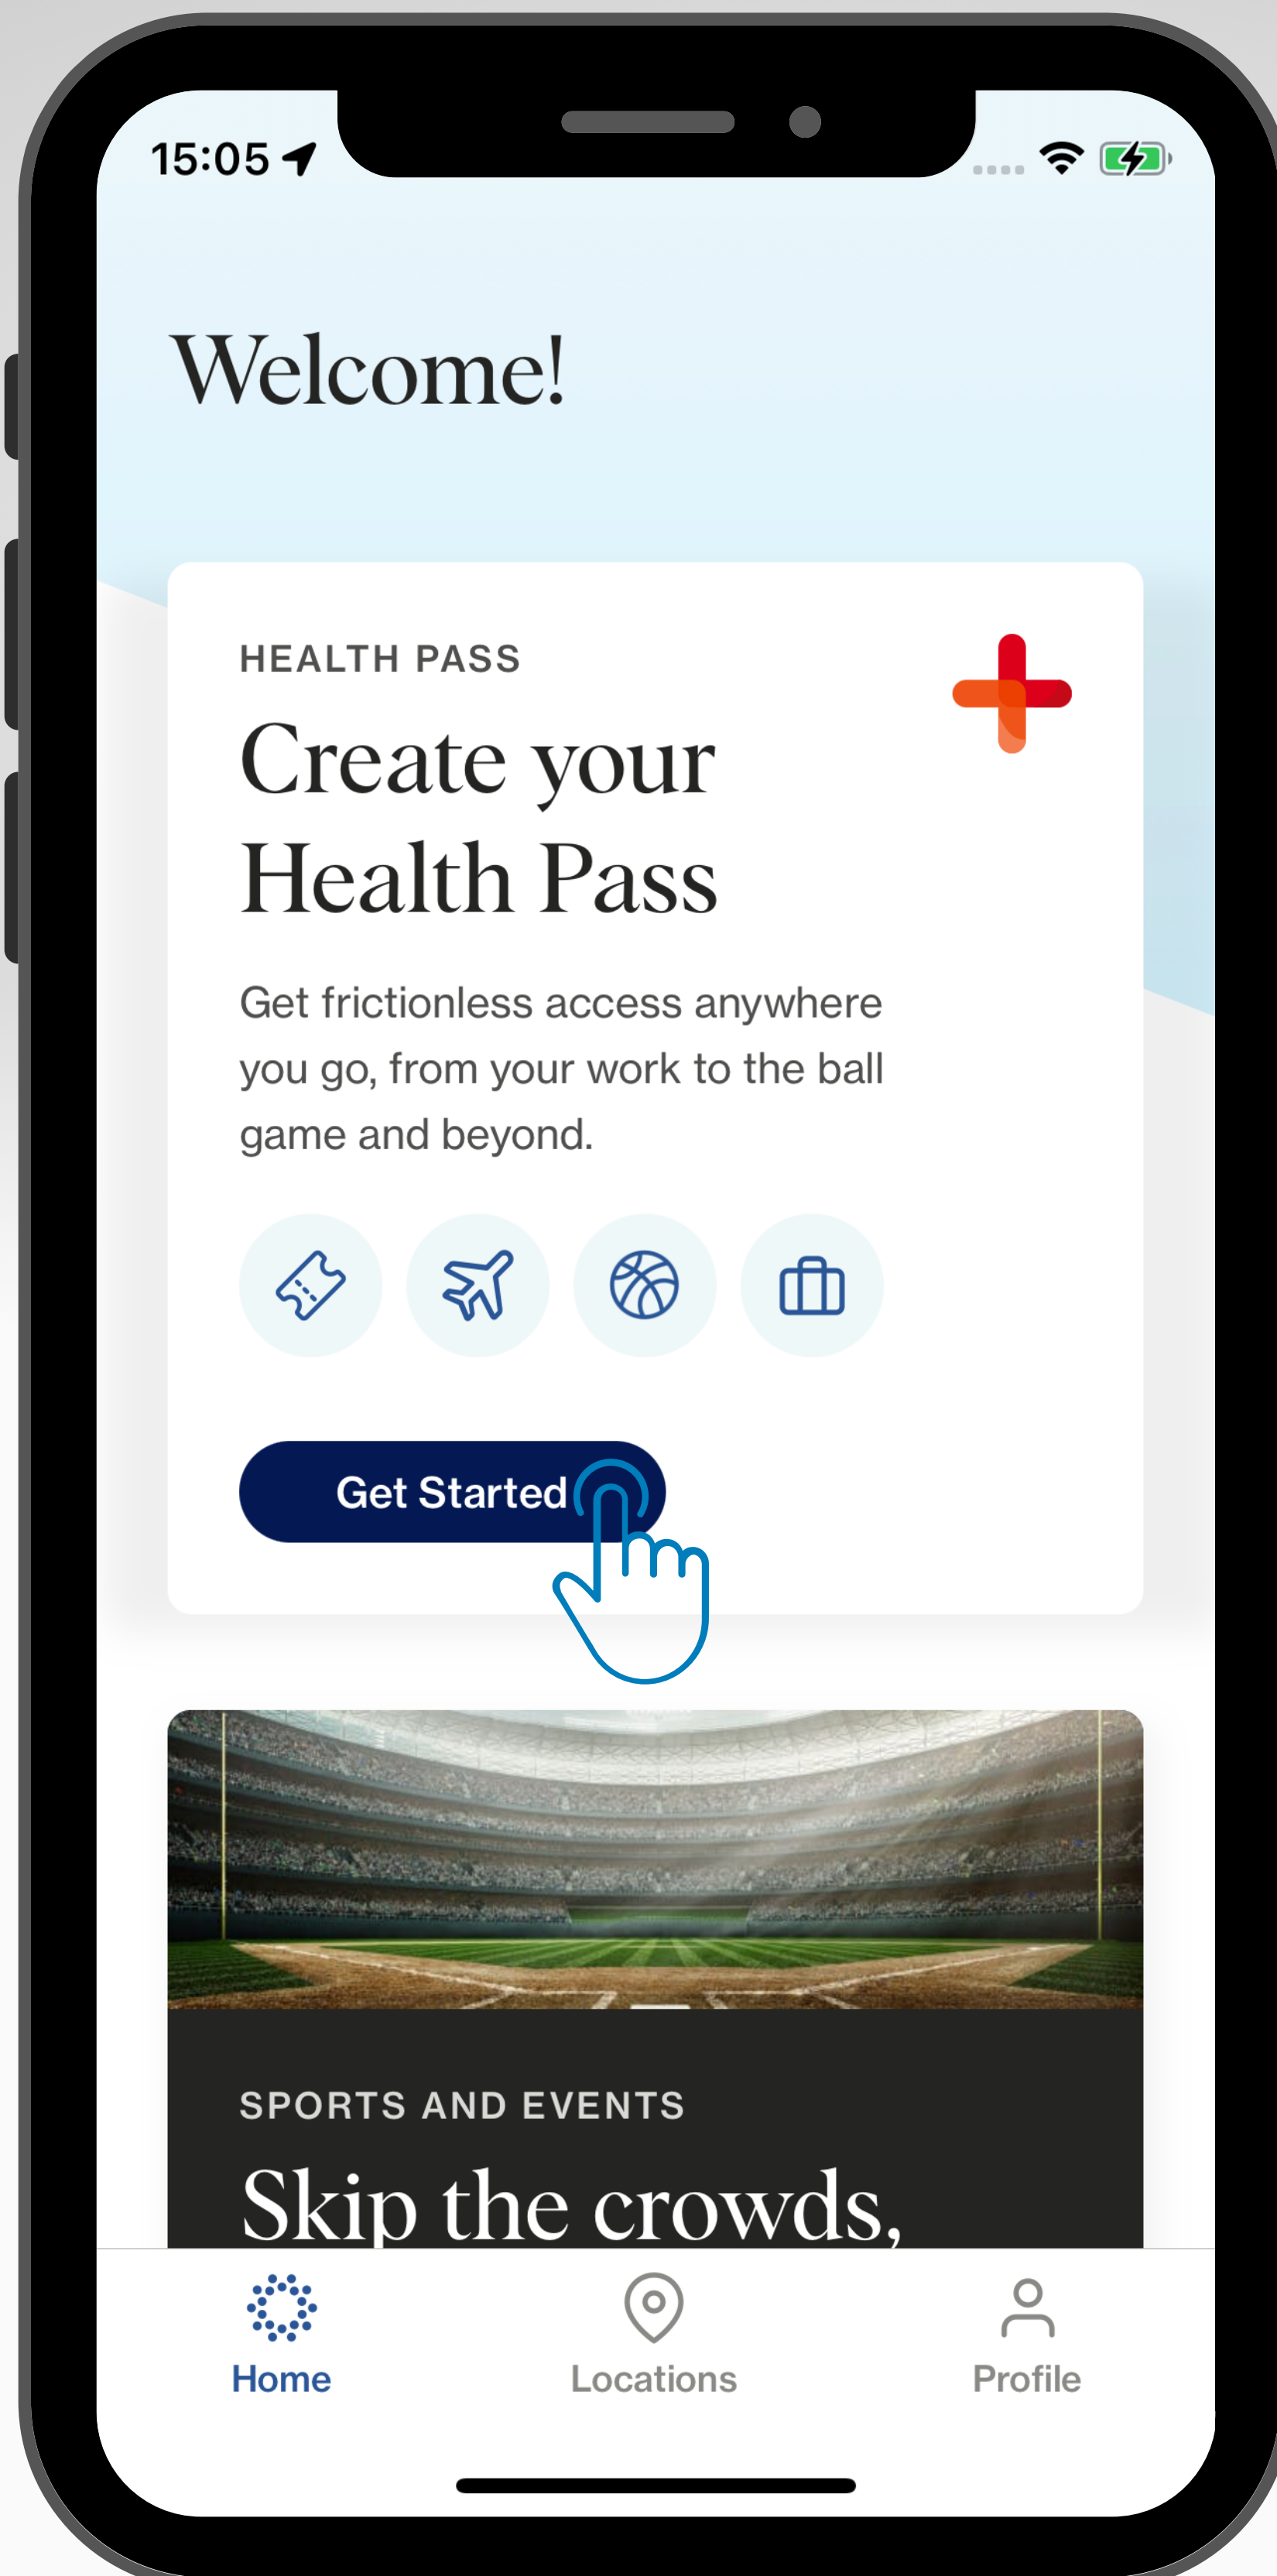 15:05
Welcome!
HEALTH PASS
Create your
Health Pass
Get frictionless access anywhere
you go, from your work to the ball
game and beyond.
Get Started
SPORTS AND EVENTS
Skip the crowds,
Home
Locations
Profile